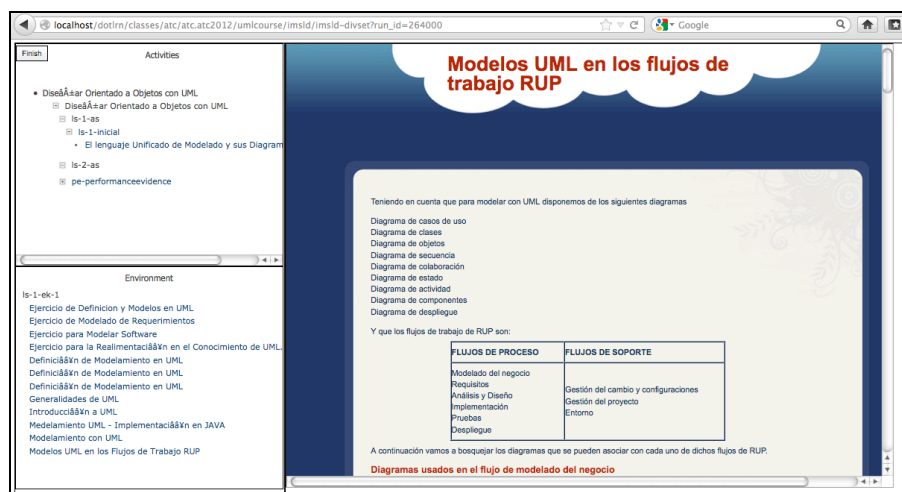 localhost/dotlrn/classes/atc/atc.atc2012/umlcourse/imsld/imsld-divset?run_id=264000
Google
Finish
Activities
DiseâÂ±ar Orientado a Objetos con UML
DiseâÂ±ar Orientado a Objetos con UML
ls-1-as
ls-1-inicial
El lenguaje Unificado de Modelado y sus Diagram
ls-2-as
pe-performanceevidence
Environment
ls-1-ek-1
Ejercicio de Definicion y Modelos en UML
Ejercicio de Modelado de Requerimientos
Ejercicio para Modelar Software
Ejercicio para la Realimentaciââ¥n en el Conocimiento de UML.
Definiciââ¥n de Modelamiento en UML
Definiciââ¥n de Modelamiento en UML
Definiciââ¥n de Modelamiento en UML
Generalidades de UML
Introducciââ¥n a UML
Medelamiento UML - Implementaciââ¥n en JAVA
Modelamiento con UML
Modelos UML en los Flujos de Trabajo RUP
Modelos UML en los flujos de
trabajo RUP
Teniendo en cuenta que para modelar con UML disponemos de los siguientes diagramas
Diagrama de casos de uso
Diagrama de clases
Diagrama de objetos
Diagrama de secuencia
Diagrama de colaboración
Diagrama de estado
Diagrama de actividad
Diagrama de componentes
Diagrama de despliegue
Y que los flujos de trabajo de RUP son:
FLUJOS DE PROCESO FLUJOS DE SOPORTE
Modelado del negocio
Requisitos
Análisis y Diseño
Implementación
Pruebas
Despliegue
Gestión del cambio y configuraciones
Gestión del proyecto
Entorno
A continuación vamos a bosquejar los diagramas que se pueden asociar con cada uno de dichos flujos de RUP.
Diagramas usados en el flujo de modelado del negocio